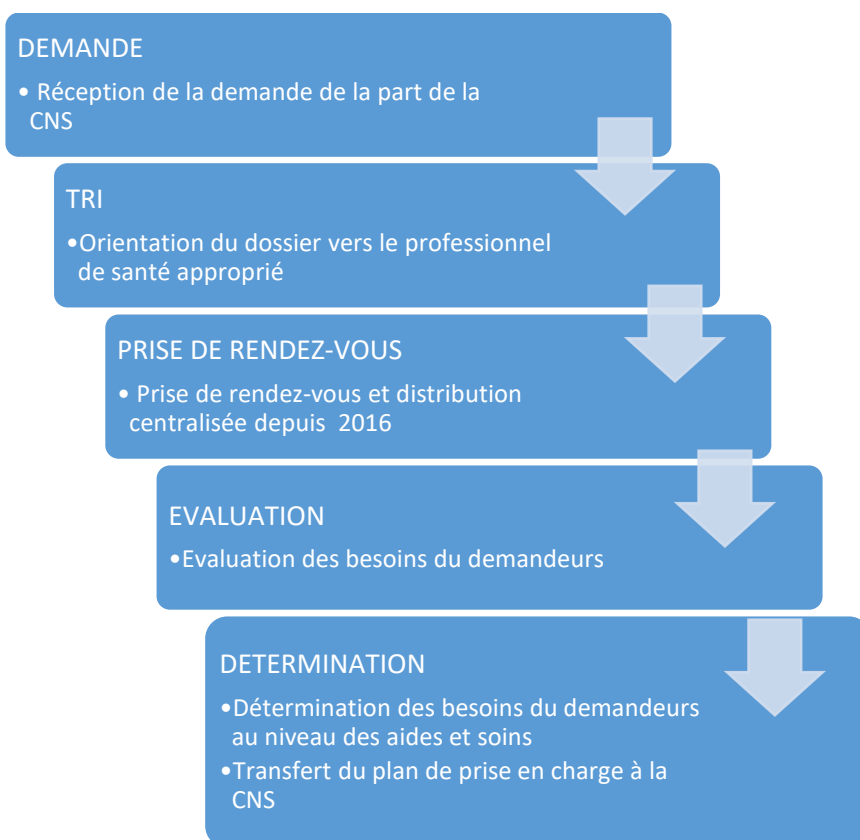 DEMANDE
• Réception de la demande de la part de la
CNS
TRI
•Orientation du dossier vers le professionnel
de santé approprié
PRISE DE RENDEZ-VOUS
• Prise de rendez-vous et distribution
centralisée depuis 2016
EVALUATION
•Evaluation des besoins du demandeurs
DETERMINATION
•Détermination des besoins du demandeurs
au niveau des aides et soins
•Transfert du plan de prise en charge à la
CNS